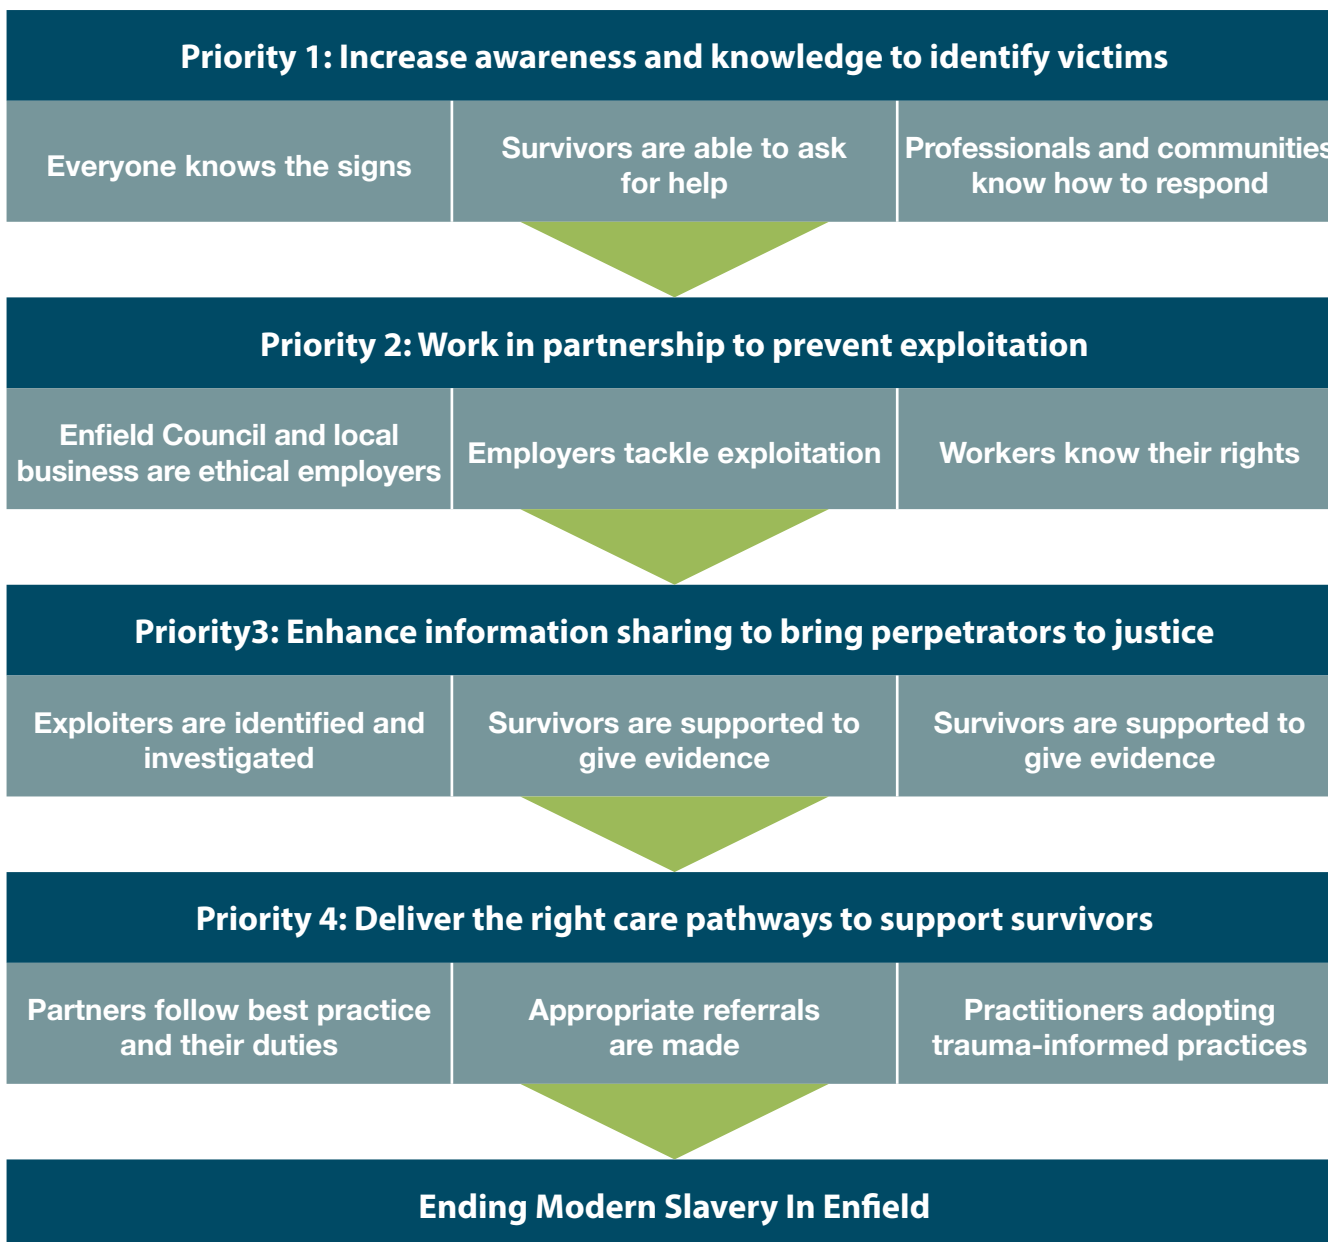 Priority 1: Increase awareness and knowledge to identify victims
Everyone knows the signs
Survivors are able to ask
for help
Professionals and communities
know how to respond
Priority 2: Work in partnership to prevent exploitation
Enfield Council and local
business are ethical employers
Employers tackle exploitation
Workers know their rights
Priority3: Enhance information sharing to bring perpetrators to justice
Exploiters are identified and
investigated
Survivors are supported to
give evidence
Survivors are supported to
give evidence
Priority 4: Deliver the right care pathways to support survivors
Partners follow best practice
and their duties
Appropriate referrals
are made
Practitioners adopting
trauma-informed practices
Ending Modern Slavery In Enfield